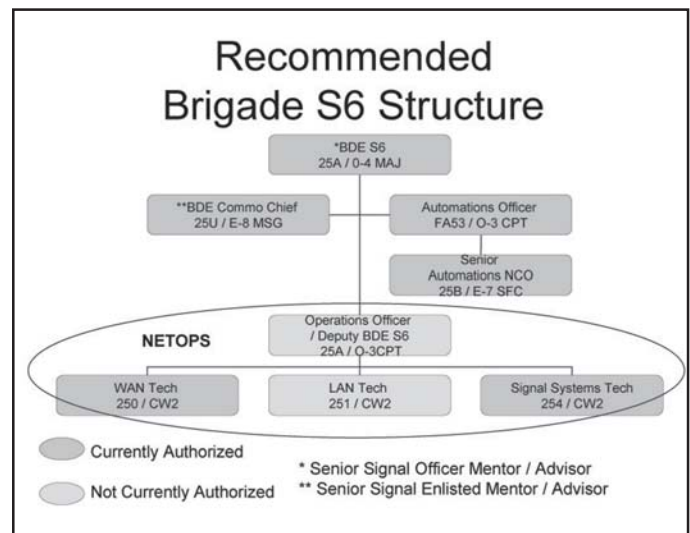 Recommended
Brigade S6 Structure
*BDE S6
25A / 0-4 MAJ
**BDE Commo Chief
25U / E-8 MSG
Automations Officer
FA53 / O-3 CPT
Senior
Automations NCO
25B / E-7 SFC
NETOPS
Operations Officer
/ Deputy BDE S6
25A / O-3CPT
WAN Tech
250 / CW2
LAN Tech
251 / CW2
Signal Systems Tech
254 / CW2
Currently Authorized
Not Currently Authorized
* Senior Signal Officer Mentor / Advisor
** Senior Signal Enlisted Mentor / Advisor